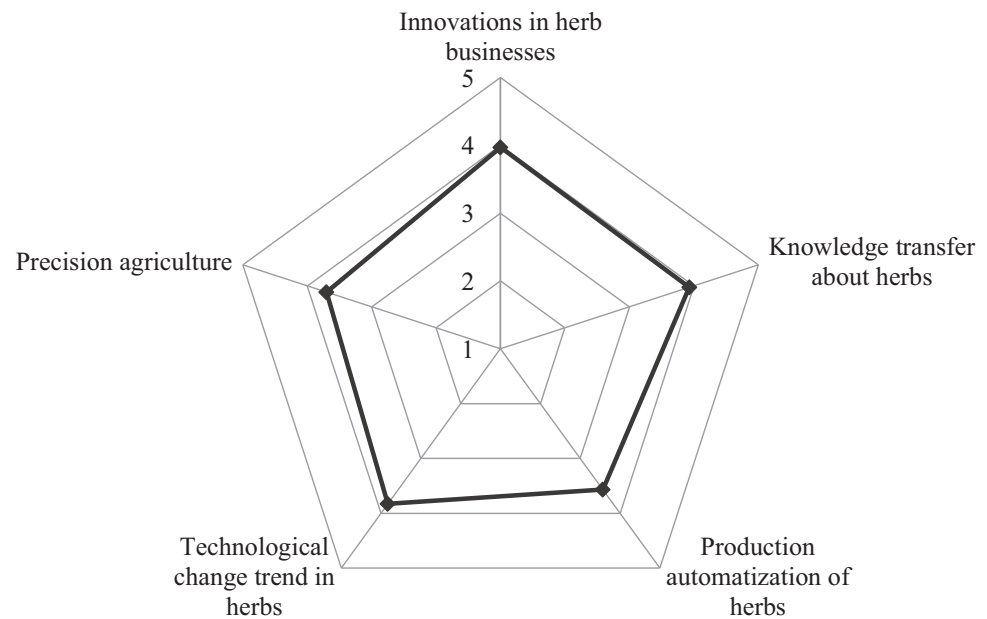 Innovations in herb
businesses
5
4
3
2
1
Precision agriculture
Knowledge transfer
about herbs
Technological
change trend in
herbs
Production
automatization of
herbs